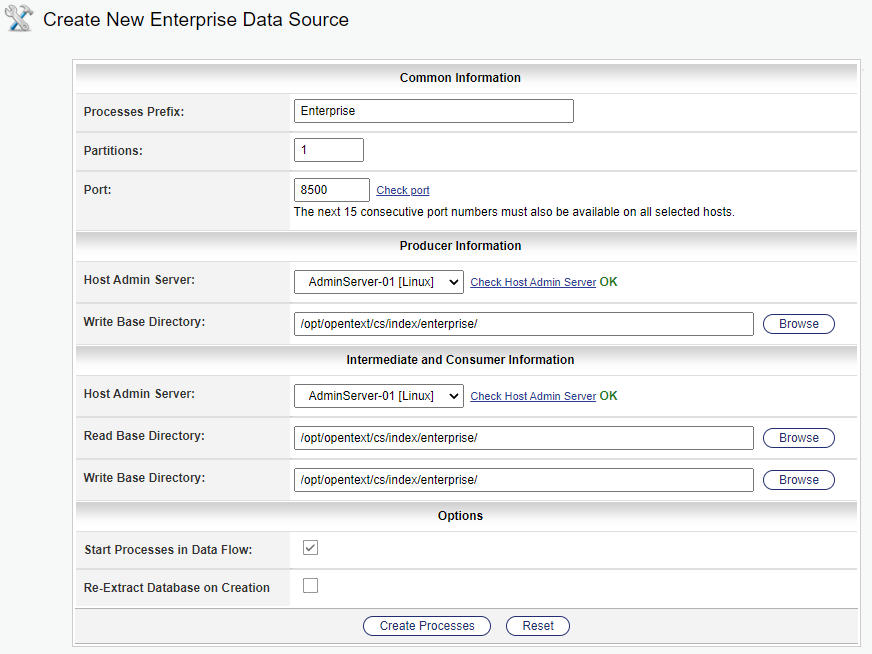 Create New Enterprise Data Source
Common Information
Processes Prefix: Enterprise
Partitions: 1
Port: 8500 Check port
The next 15 consecutive port numbers must also be available on all selected hosts.
Producer Information
Host Admin Server: AdminServer-01 [Linux] Check Host Admin Server OK
Write Base Directory: /opt/opentext/cs/index/enterprise/ Browse
Intermediate and Consumer Information
Host Admin Server: AdminServer-01 [Linux] Check Host Admin Server OK
Read Base Directory: /opt/opentext/cs/index/enterprise/ Browse
Write Base Directory: /opt/opentext/cs/index/enterprise/ Browse
Options
Start Processes in Data Flow:
Re-Extract Database on Creation
Create Processes Reset